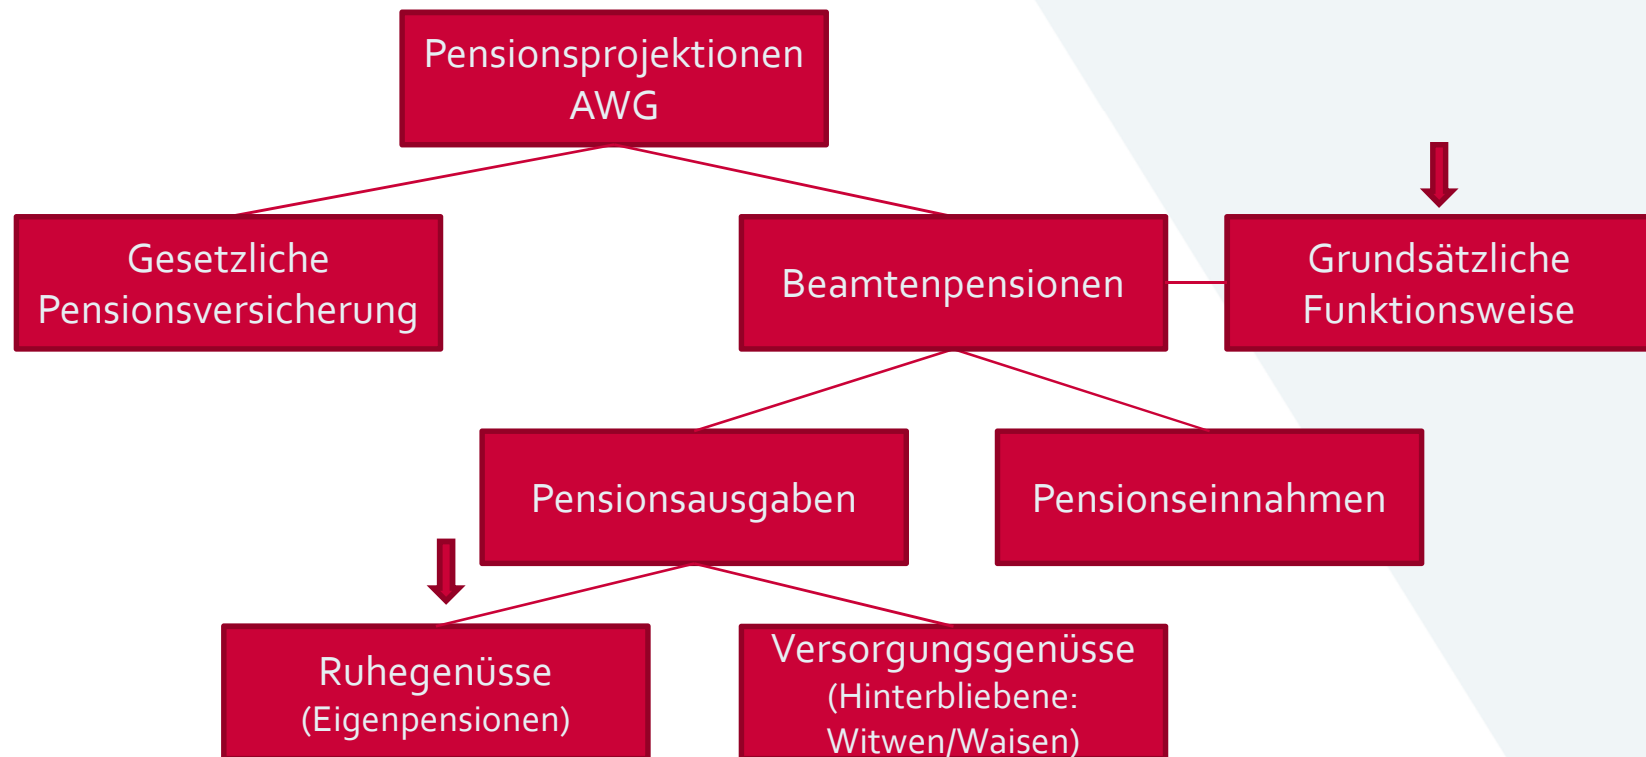 Pensionsprojektionen
AWG
Gesetzliche
Pensionsversicherung
Beamtenpensionen
Grundsätzliche
Funktionsweise
Pensionsausgaben
Pensionseinnahmen
Ruhegenüsse
(Eigenpensionen)
Versorgungsgenüsse
(Hinterbliebene:
Witwen/Waisen)